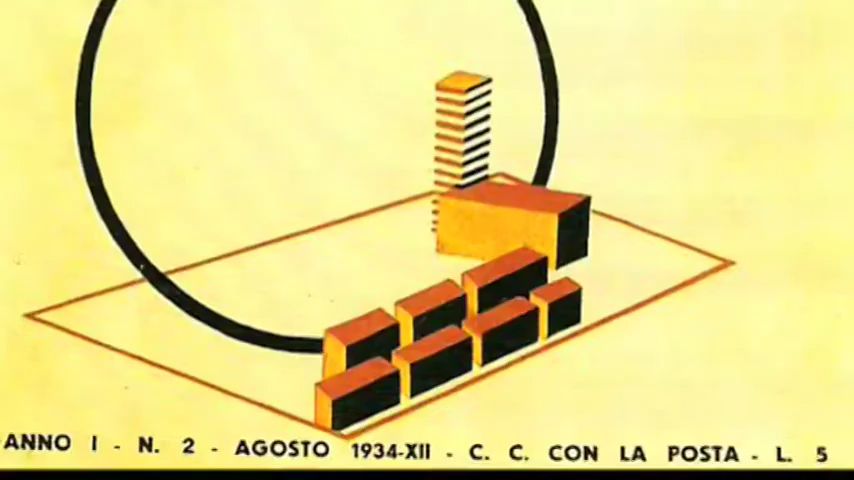 ANNO I - N. 2 - AGOSTO 1934-XII - C. C. CON LA POSTA - L. 5